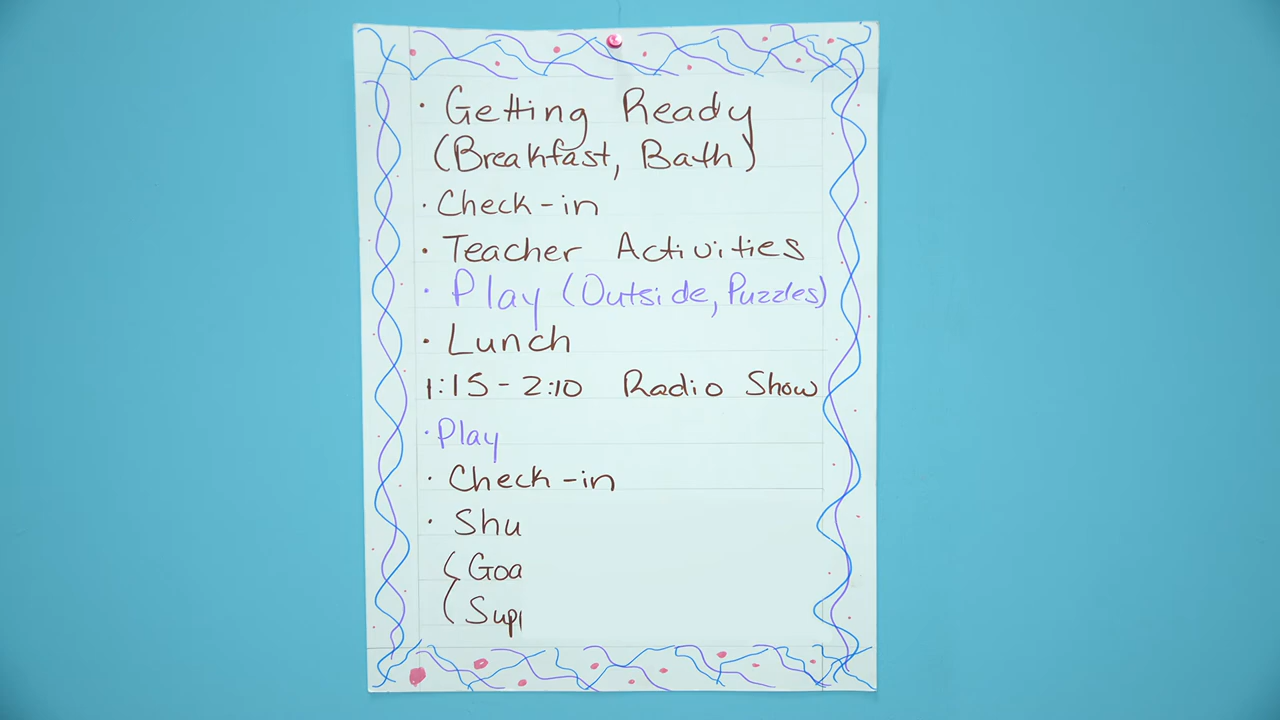 · Getting Ready
(Breakfast, Bath)
· Check-in
· Teacher Activities
· Play (Outside, Puzzles)
· Lunch
1:15-2:10 Radio Show
· Play
· Check-in
· Shu
(Goa